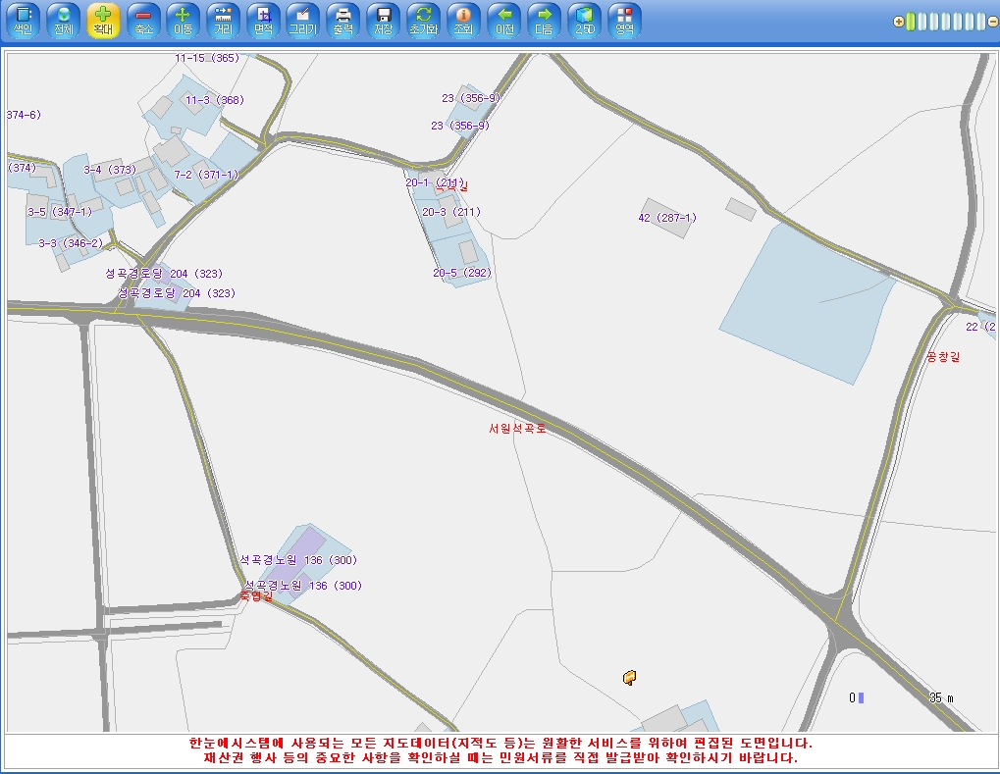 색인 전체 확대 축소 이동 거리 면적 그리기 출력 저장 초기화 조회 이전 다음 2.5D 영역
11-15 (365)
11-3 (368)
23 (356-9)
374-6)
23 (356-9)
(374)
3-4 (373)
7-2 (371-1)
20-1 (211)
3-5 (347-1)
20-3 (211)
42 (287-1)
3-3 (346-2)
성곡경로당 204 (323)
20-5 (292)
성곡경로당 204 (323)
22 (2
공창길
서원석곡로
석곡경노원 136 (300)
석곡경노원 136 (300)
죽영길
0 35 m
한눈에시스템에 사용되는 모든 지도데이터(지적도 등)는 원활한 서비스를 위하여 편집된 도면입니다.
재산권 행사 등의 중요한 사항을 확인하실 때는 민원서류를 직접 발급받아 확인하시기 바랍니다.